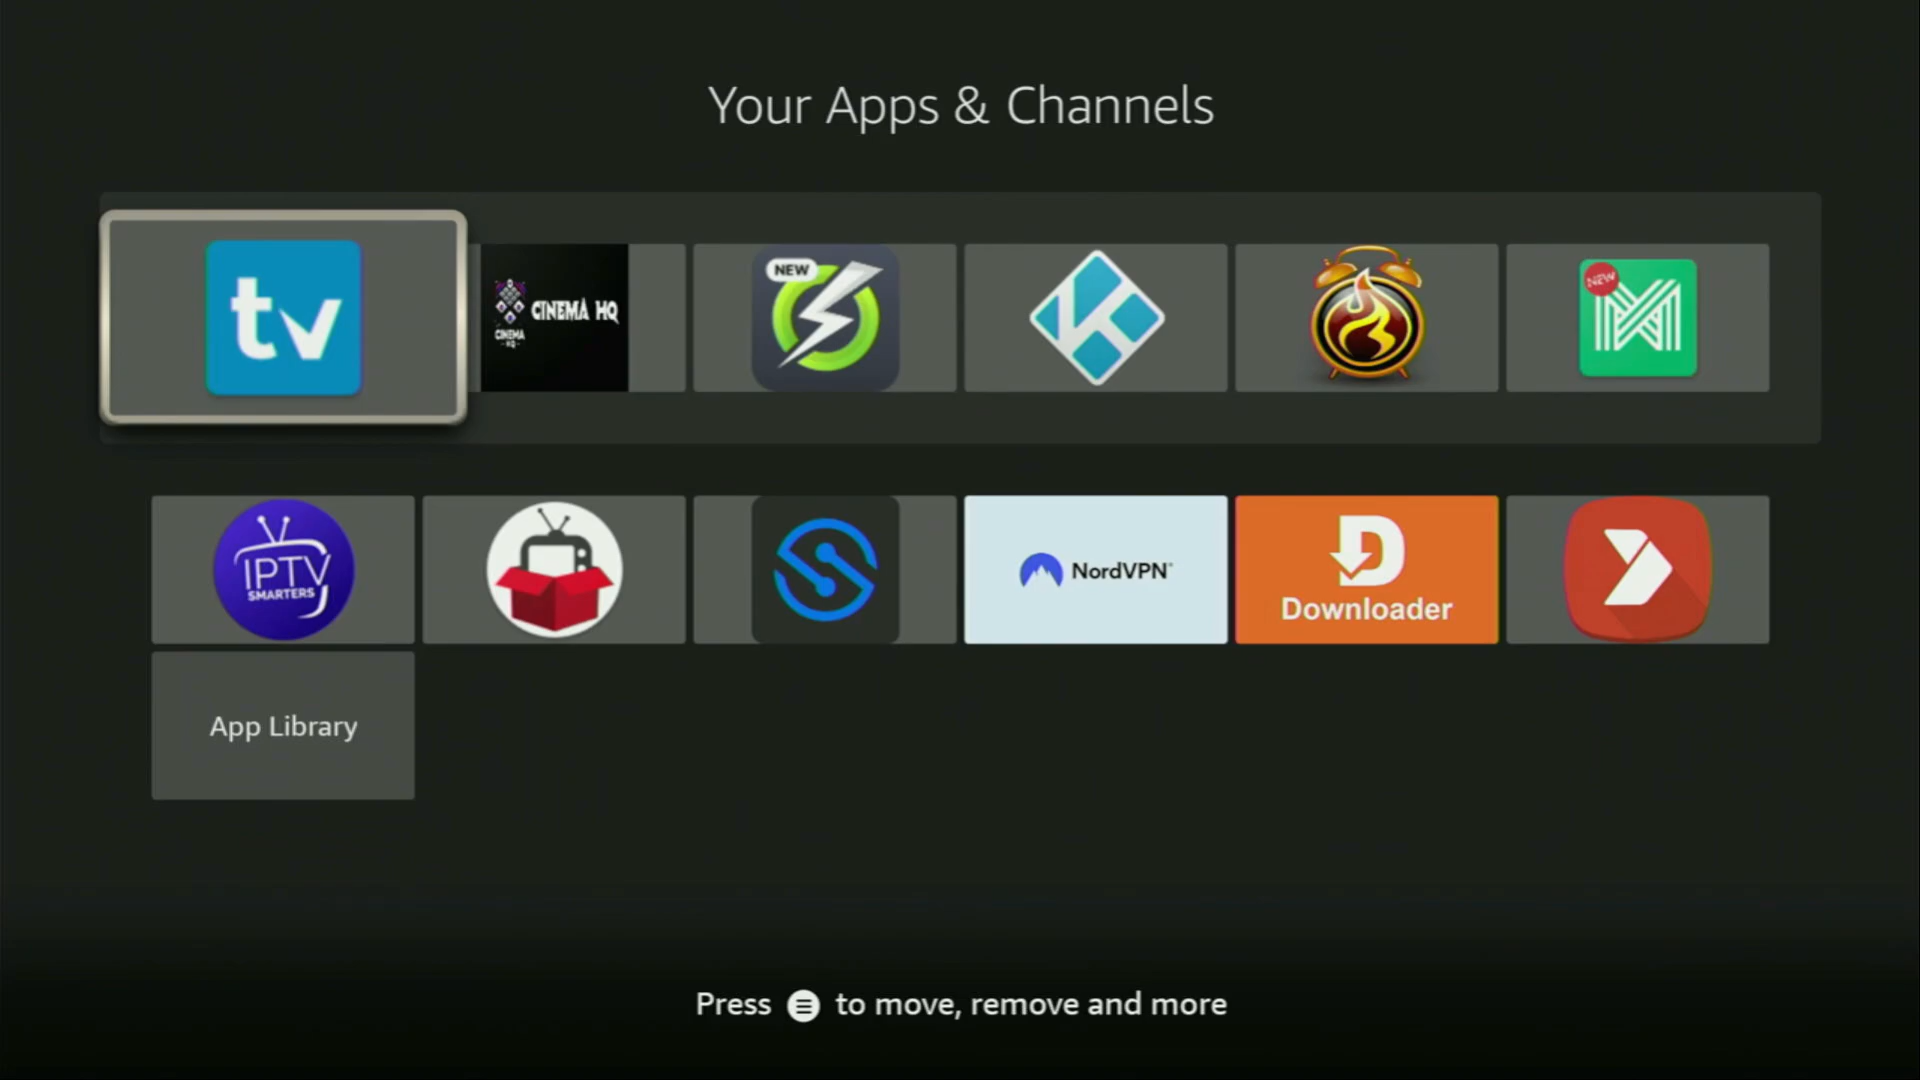 Your Apps & Channels
tv
CINEMA HQ
CINEMA
-HQ-
NEW
NEW
IPTV
SMARTERS
NordVPN
D
Downloader
App Library
Press to move, remove and more